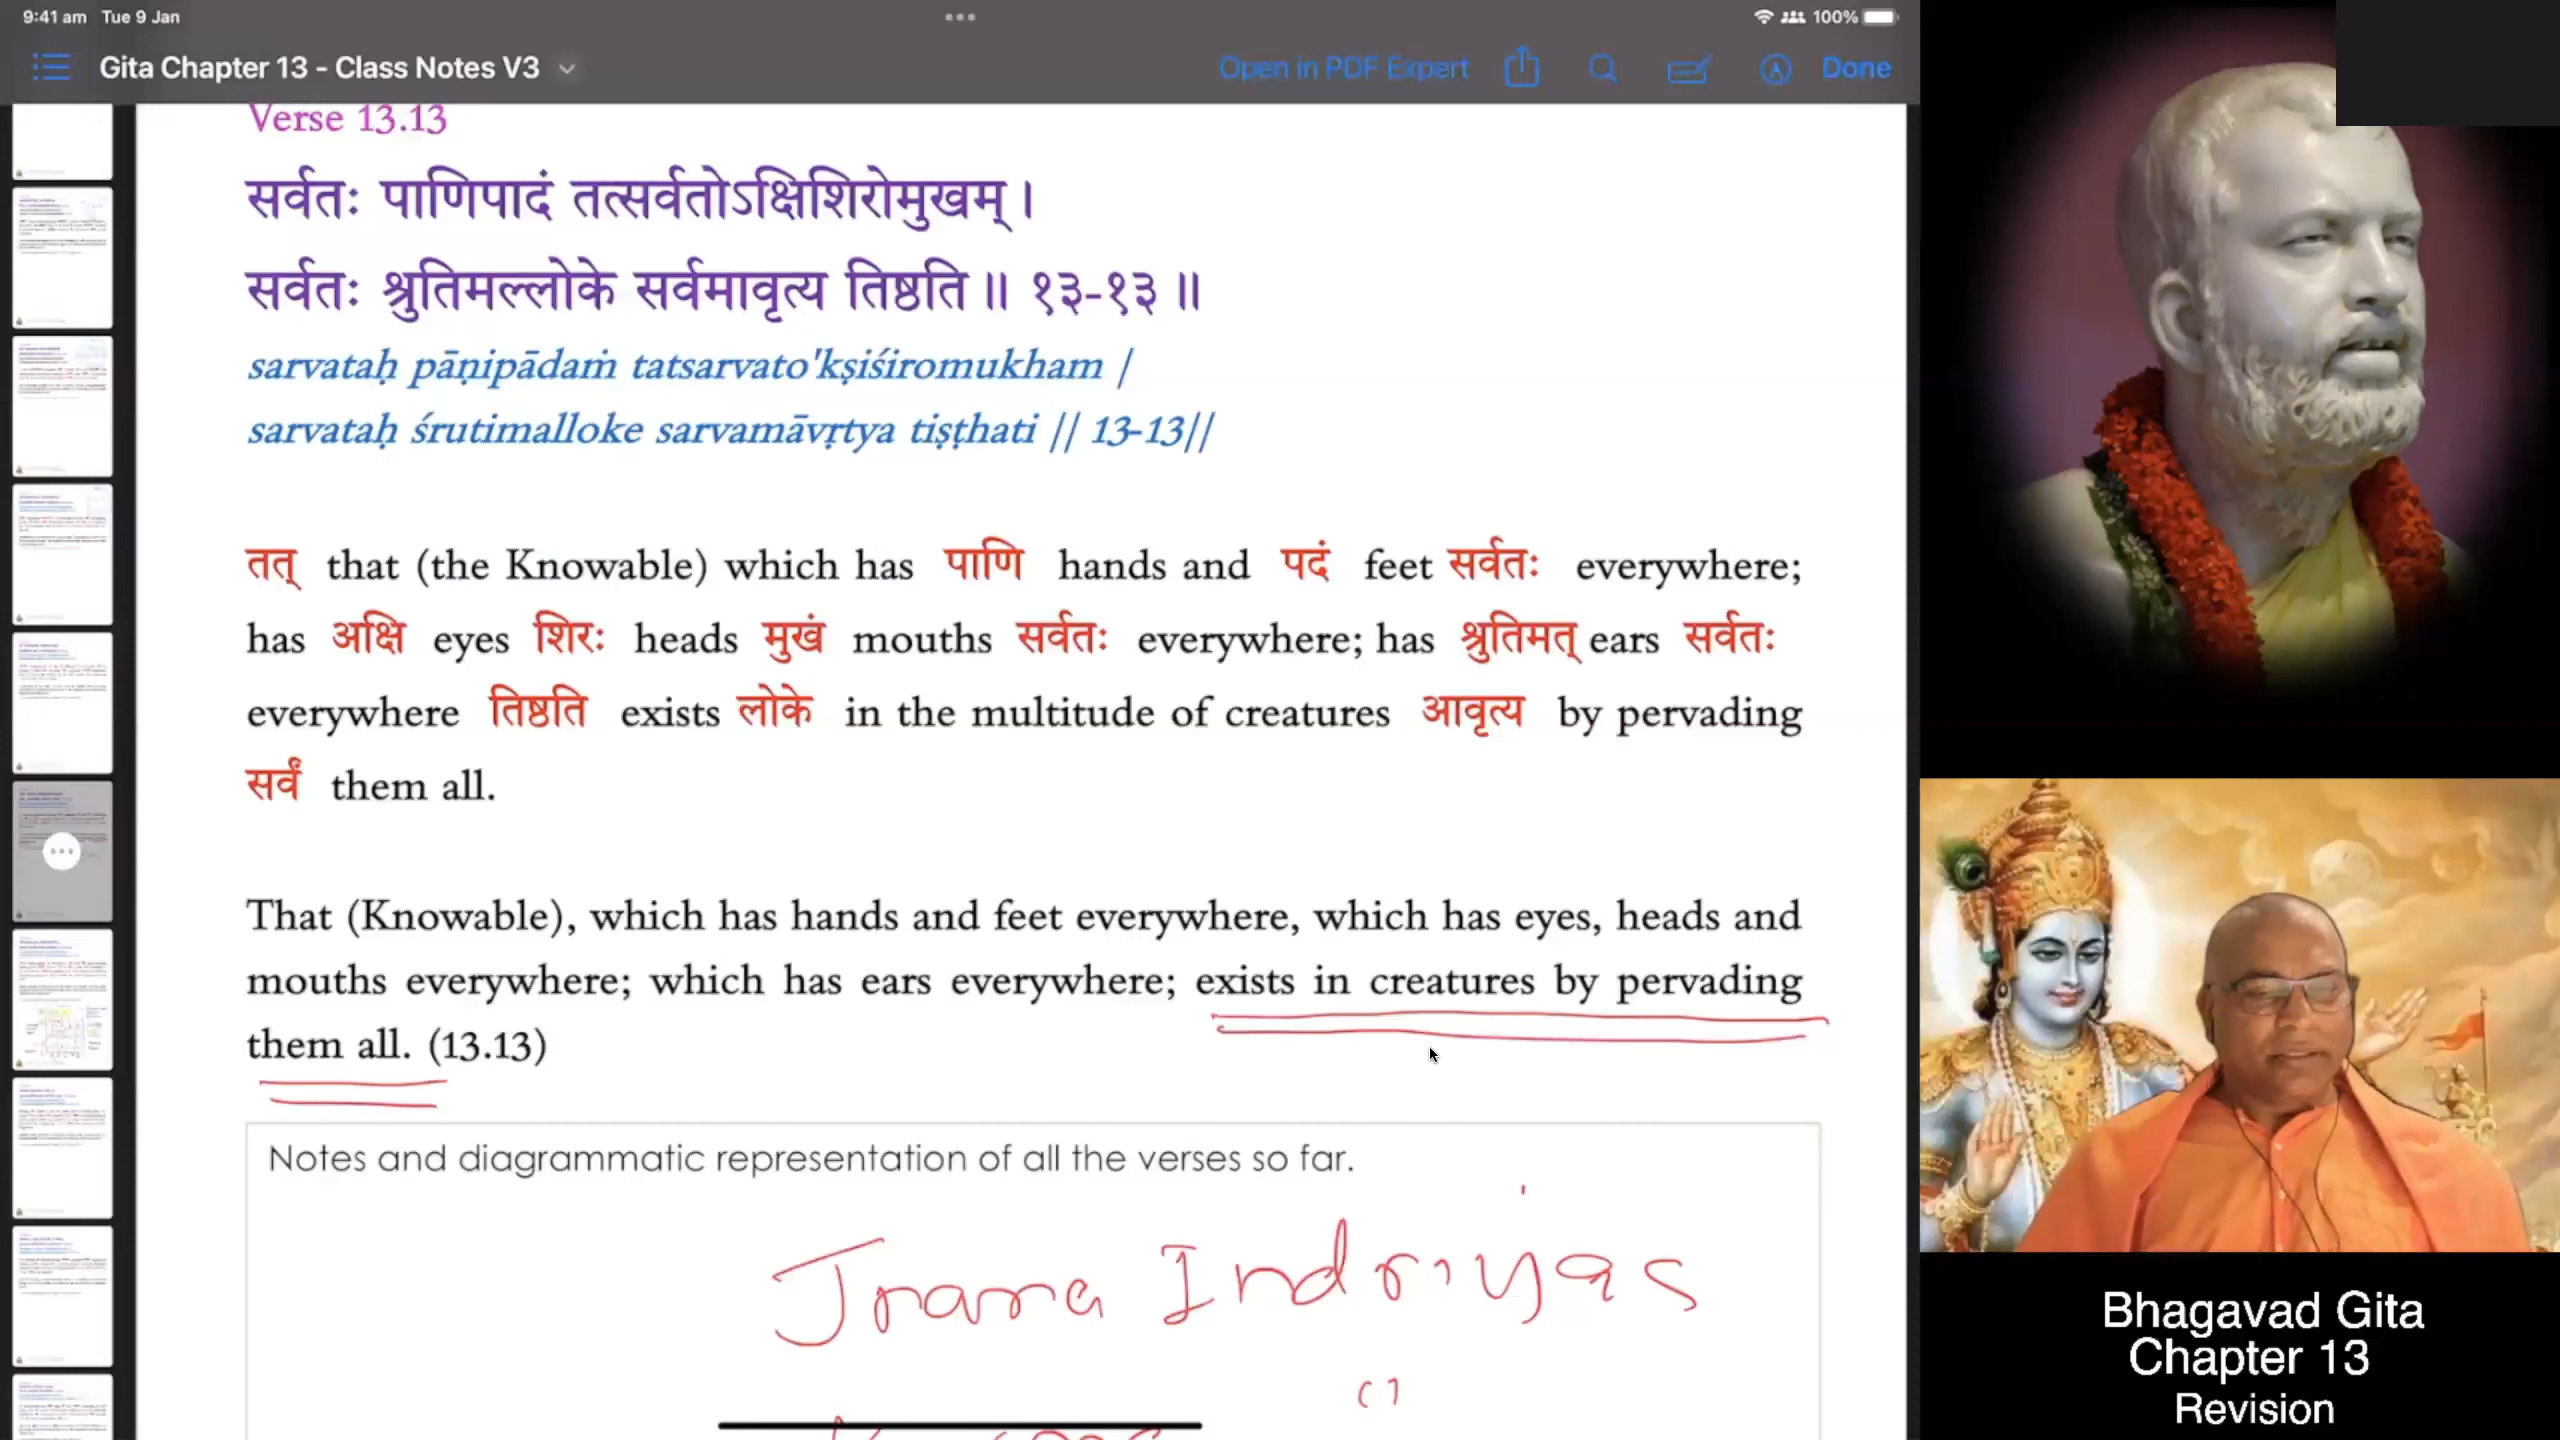 9:41 am Tue 9 Jan
100%
Gita Chapter 13 - Class Notes V3
Open in PDF Expert
Done
Verse 13.13
सर्वतः पाणिपादं तत्सर्वतोऽक्षिशिरोमुखम् ।
सर्वतः श्रुतिमल्लोके सर्वमावृत्य तिष्ठति ॥ १३-१३ ॥
sarvataḥ pāṇipādaṁ tatsarvato'kṣiśiromukham |
sarvataḥ śrutimalloke sarvamāvṛtya tiṣṭhati || 13-13||
तत् that (the Knowable) which has पाणि hands and पदं feet सर्वतः everywhere;
has अक्षि eyes शिरः heads मुखं mouths सर्वतः everywhere; has श्रुतिमत् ears सर्वतः
everywhere तिष्ठति exists लोके in the multitude of creatures आवृत्य by pervading
सर्वं them all.
That (Knowable), which has hands and feet everywhere, which has eyes, heads and
mouths everywhere; which has ears everywhere; exists in creatures by pervading
them all. (13.13)
Notes and diagrammatic representation of all the verses so far.
Jnana Indriyas
Bhagavad Gita
Chapter 13
Revision